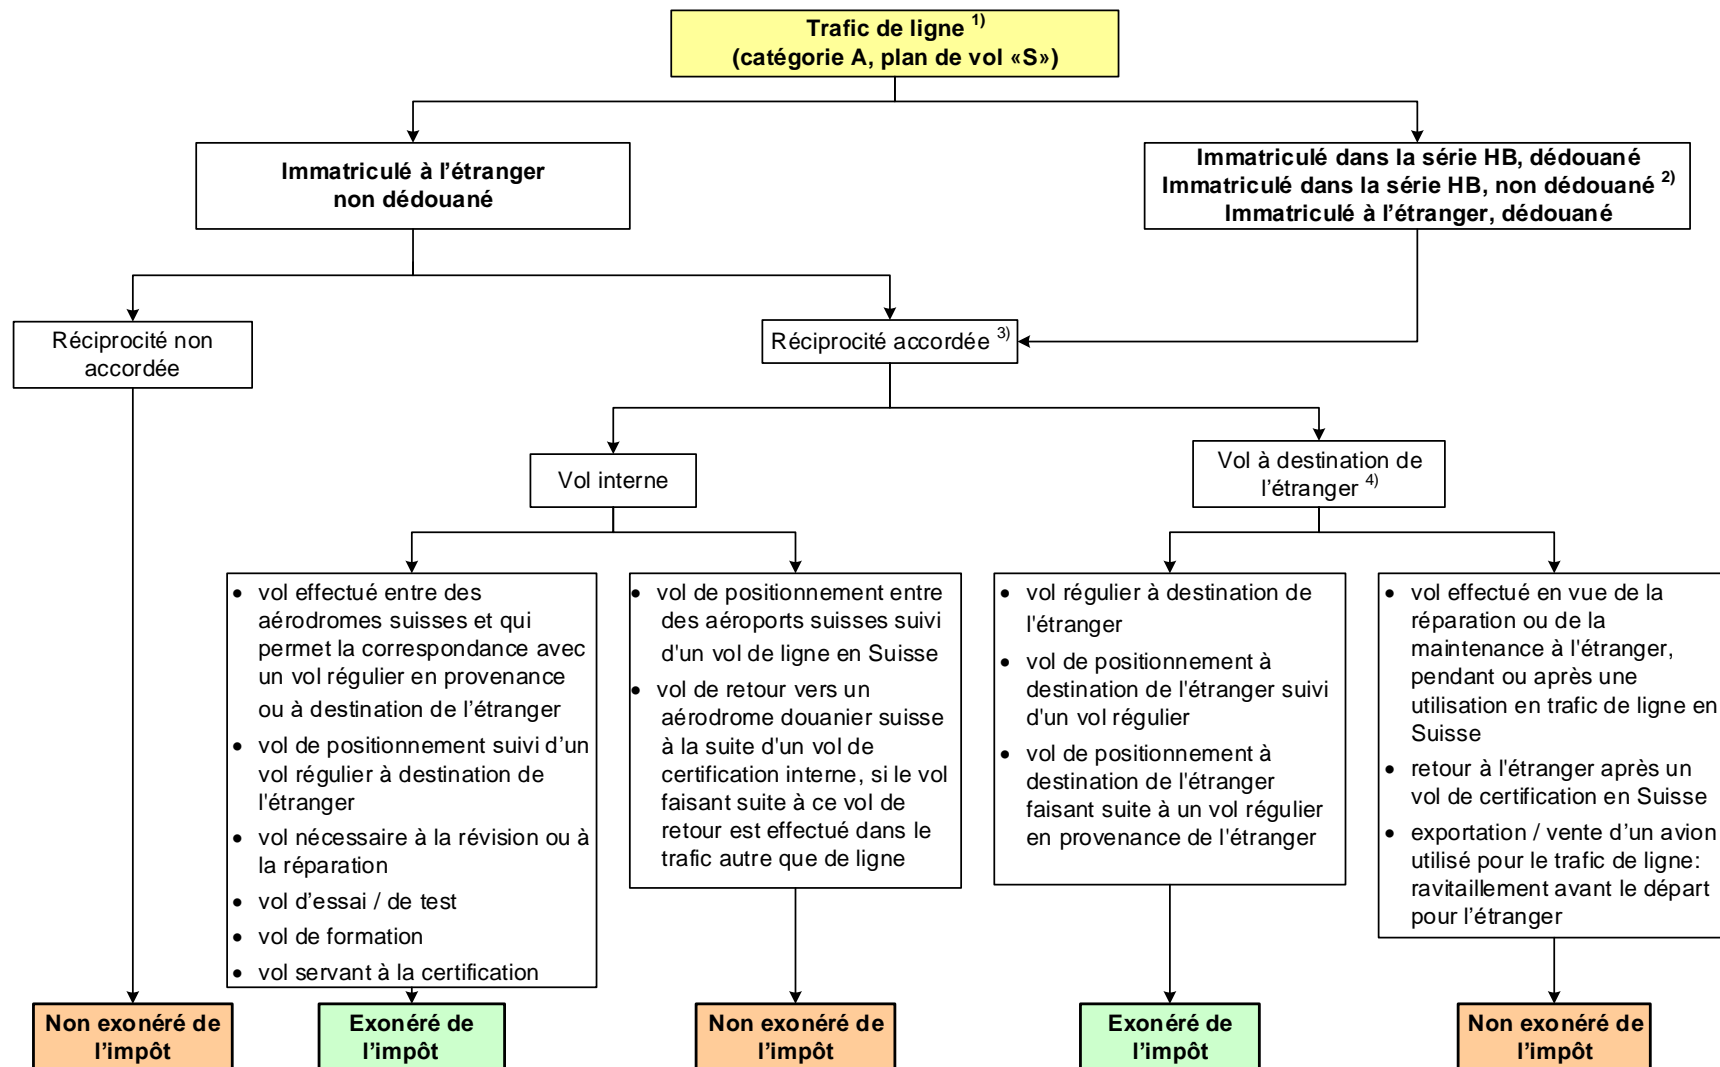 Trafic de ligne 1)
(catégorie A, plan de vol «S»)
Immatriculé à l’étranger
non dédouané
Immatriculé dans la série HB, dédouané
Immatriculé dans la série HB, non dédouané 2)
Immatriculé à l’étranger, dédouané
Réciprocité non
accordée
Réciprocité accordée 3)
Vol interne
Vol à destination de
l’étranger 4)
• vol effectué entre des
aérodromes suisses et qui
permet la correspondance avec
un vol régulier en provenance
ou à destination de l’étranger
• vol de positionnement suivi d’un
vol régulier à destination de
l'étranger
• vol nécessaire à la révision ou à
la réparation
• vol d’essai / de test
• vol de formation
• vol servant à la certification
• vol de positionnement entre
des aéroports suisses suivi
d'un vol de ligne en Suisse
• vol de retour vers un
aérodrome douanier suisse
à la suite d'un vol de
certification interne, si le vol
faisant suite à ce vol de
retour est effectué dans le
trafic autre que de ligne
• vol régulier à destination de
l'étranger
• vol de positionnement à
destination de l'étranger suivi
d'un vol régulier
• vol de positionnement à
destination de l'étranger
faisant suite à un vol régulier
en provenance de l'étranger
• vol effectué en vue de la
réparation ou de la
maintenance à l'étranger,
pendant ou après une
utilisation en trafic de ligne en
Suisse
• retour à l'étranger après un
vol de certification en Suisse
• exportation / vente d’un avion
utilisé pour le trafic de ligne:
ravitaillement avant le départ
pour l’étranger
Non exonéré de
l’impôt
Exonéré de
l’impôt
Non exonéré de
l’impôt
Exonéré de
l’impôt
Non exonéré de
l’impôt